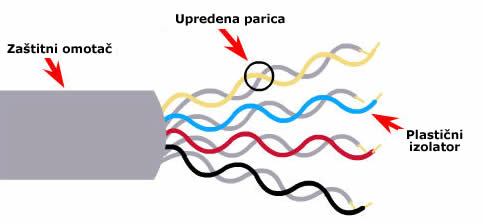 Upredena parica
Zaštitni omotač
Plastični
izolator